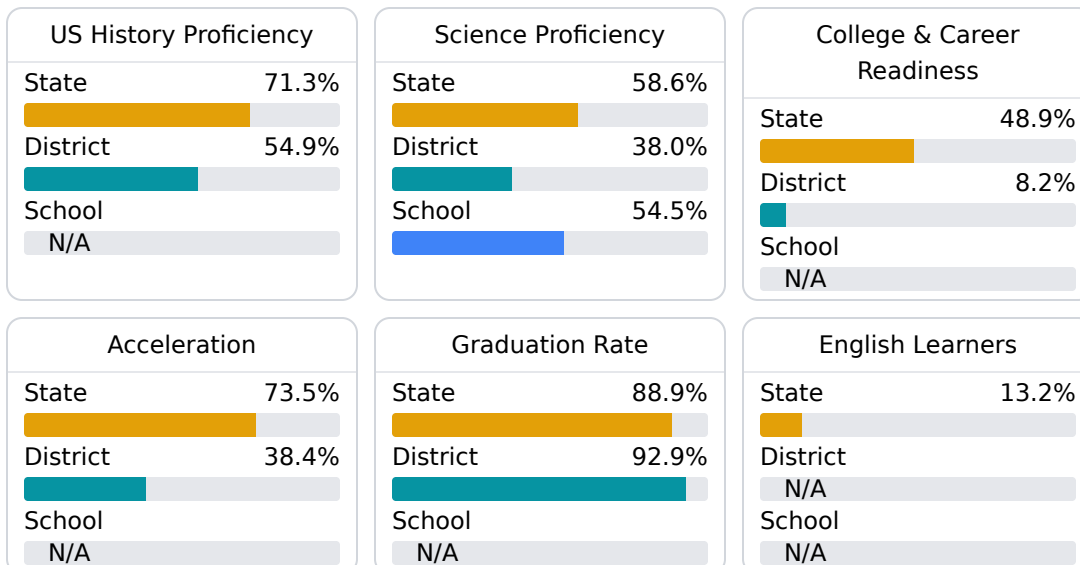 US History Proficiency
State 71.3%
District 54.9%
School
N/A
Science Proficiency
State 58.6%
District 38.0%
School 54.5%
College & Career
Readiness
State 48.9%
District 8.2%
School
N/A
Acceleration
State 73.5%
District 38.4%
School
N/A
Graduation Rate
State 88.9%
District 92.9%
School
N/A
English Learners
State 13.2%
District
N/A
School
N/A